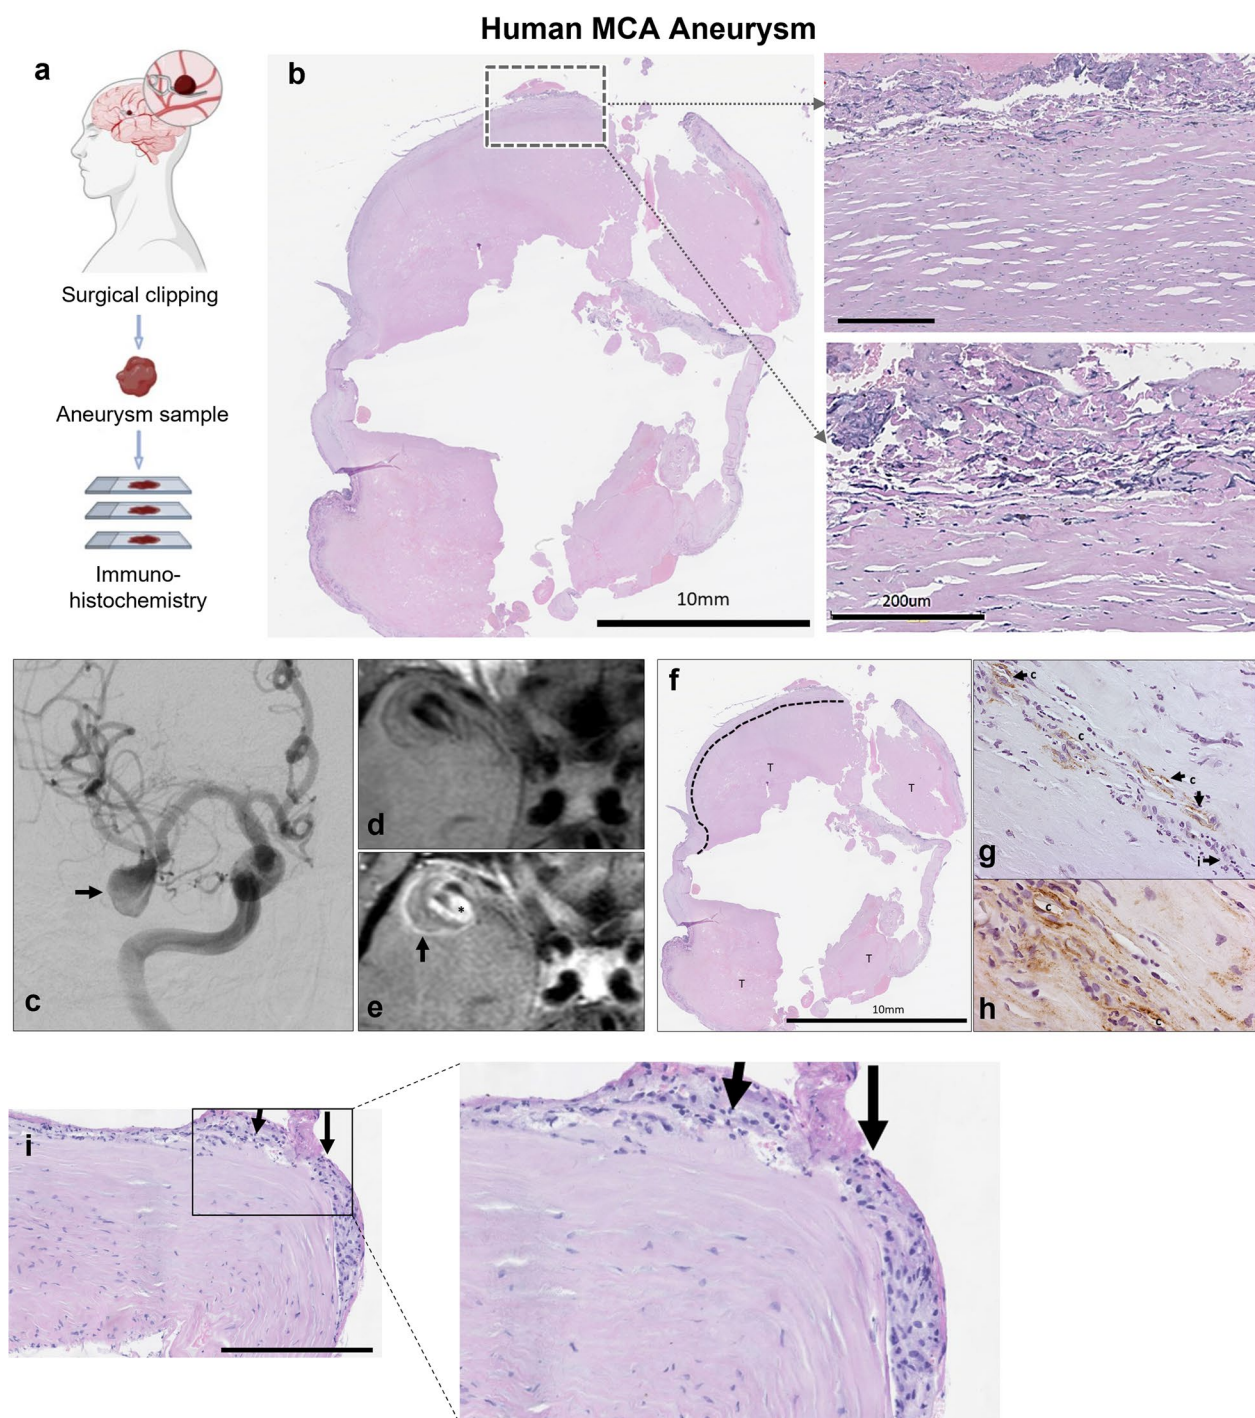 Human MCA Aneurysm
a
Surgical clipping
Aneurysm sample
Immuno-
histochemistry
b
10mm
200um
c
d
*
e
f
T
T
T
T
10mm
c
c
c
c
i
g
c
c
h
i